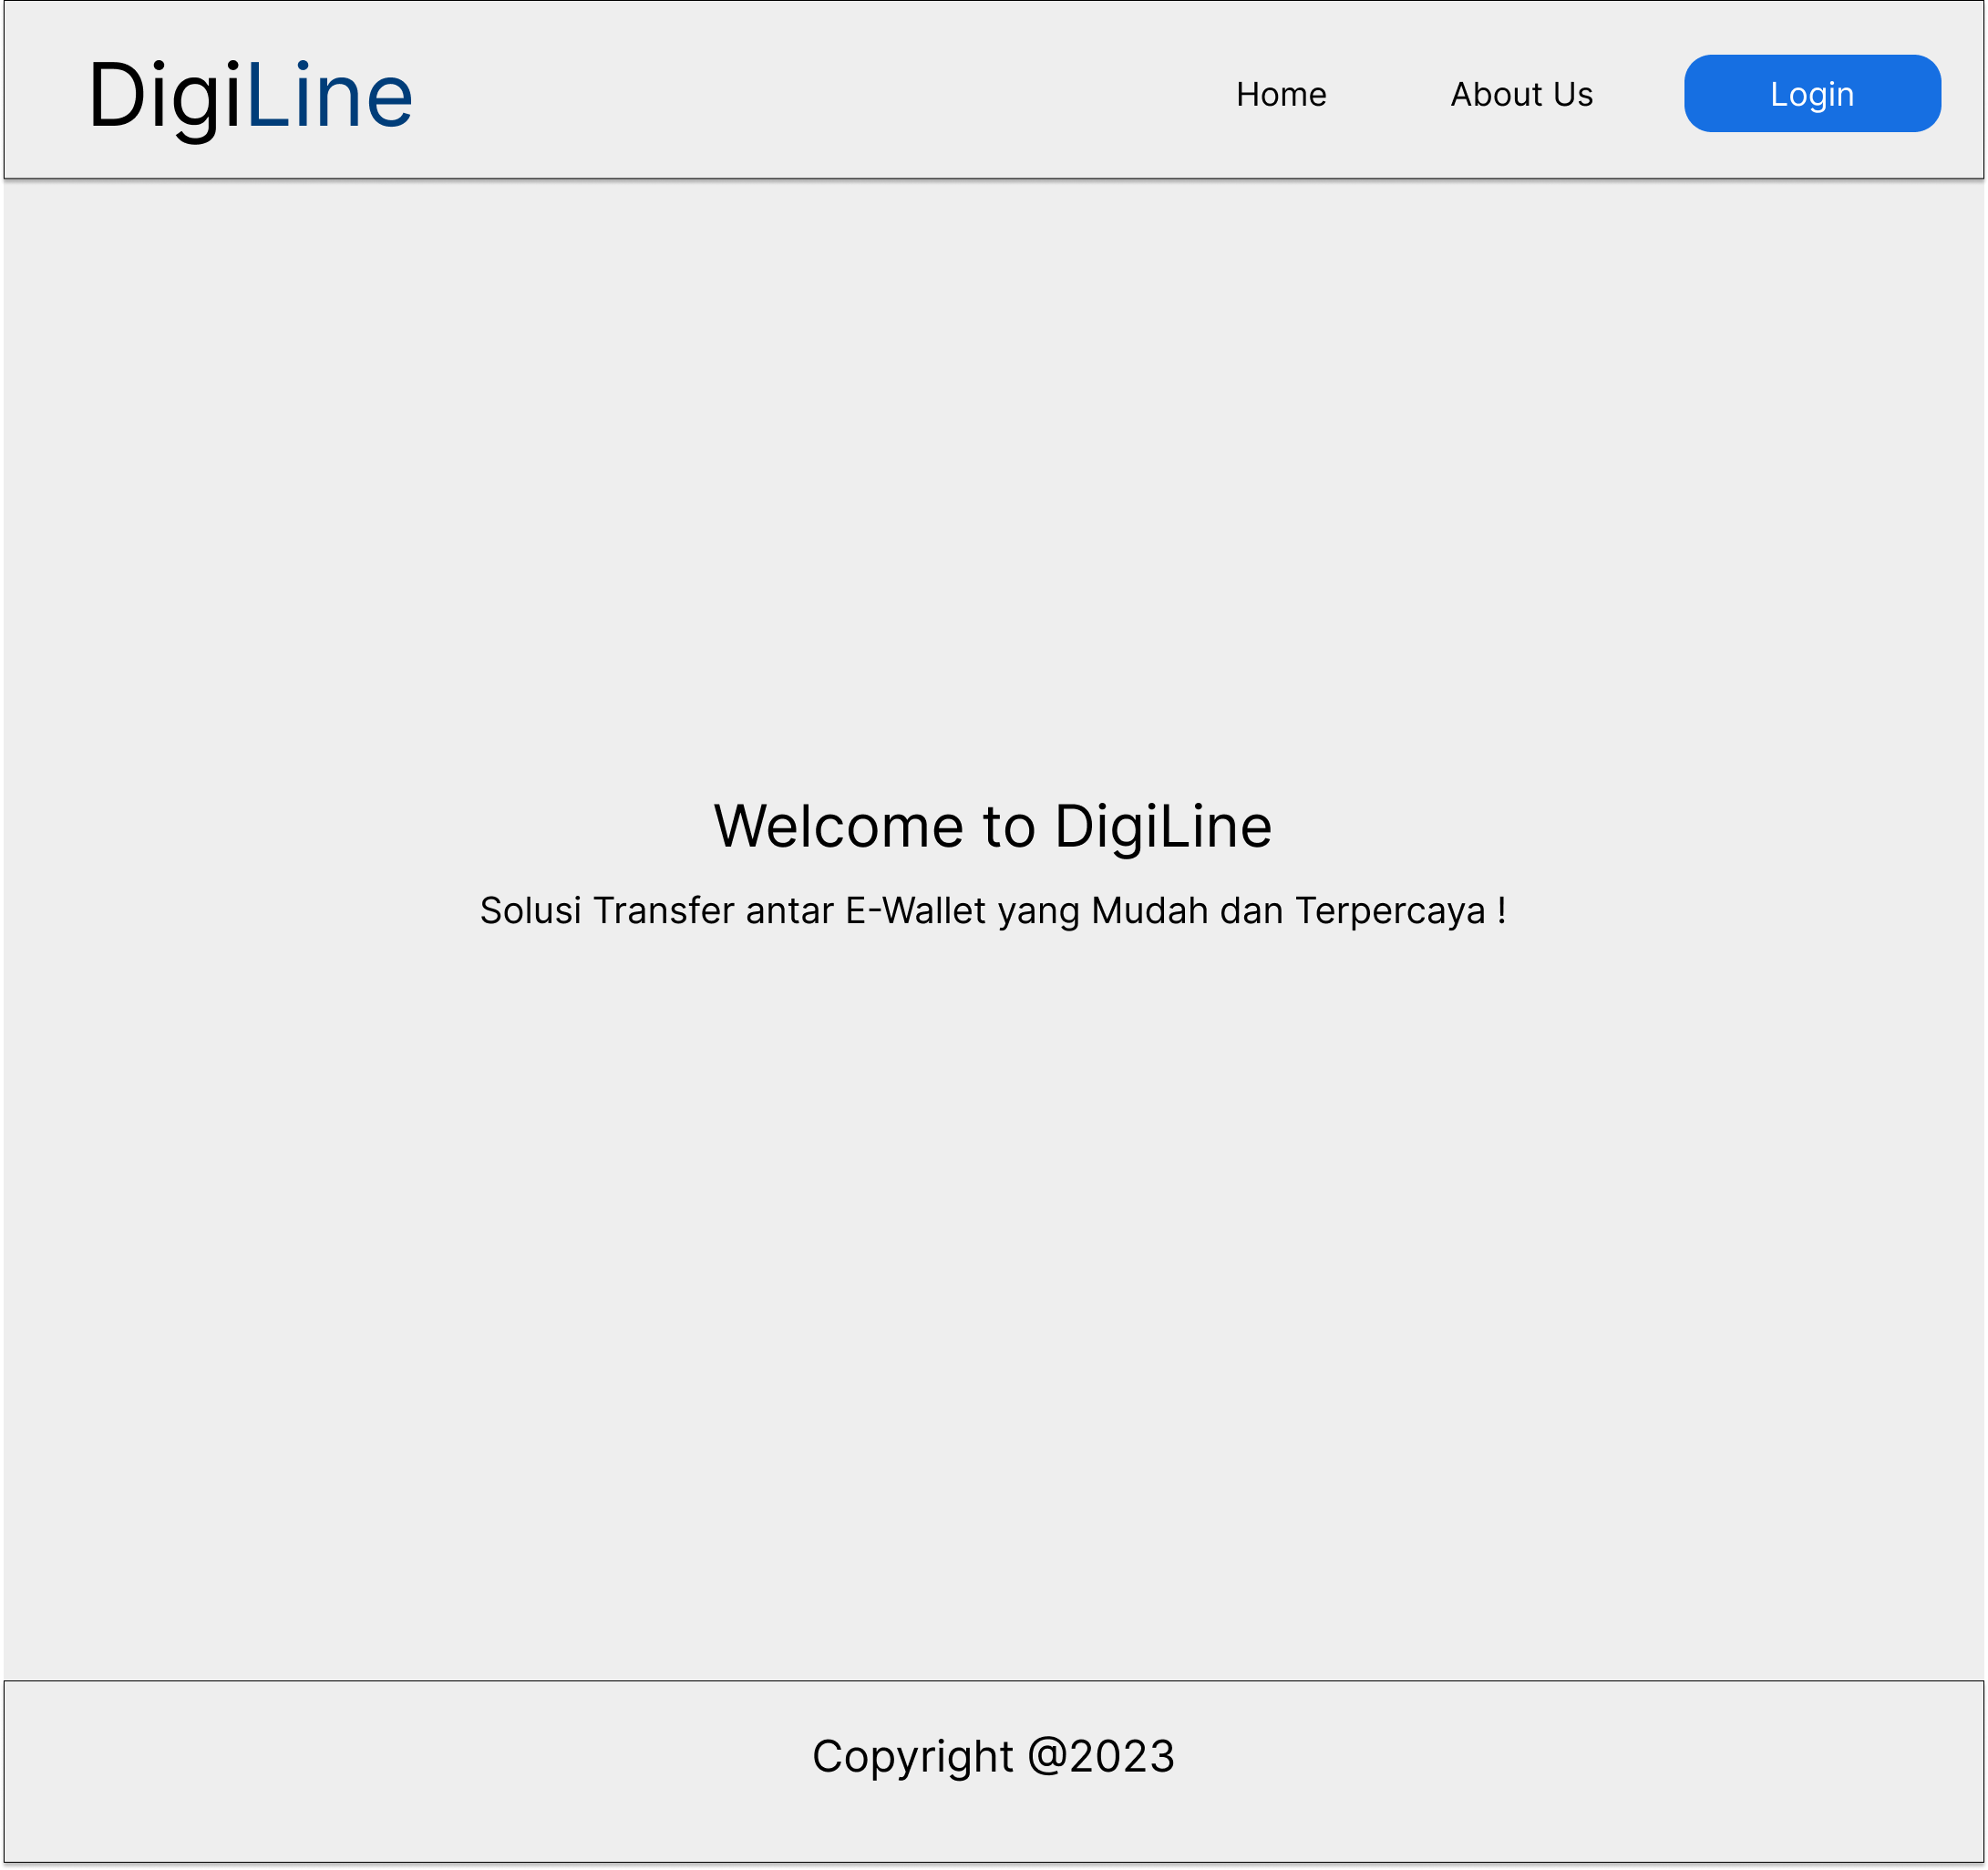 DigiLine
Home About Us Login
Welcome to DigiLine
Solusi Transfer antar E-Wallet yang Mudah dan Terpercaya !
Copyright @2023